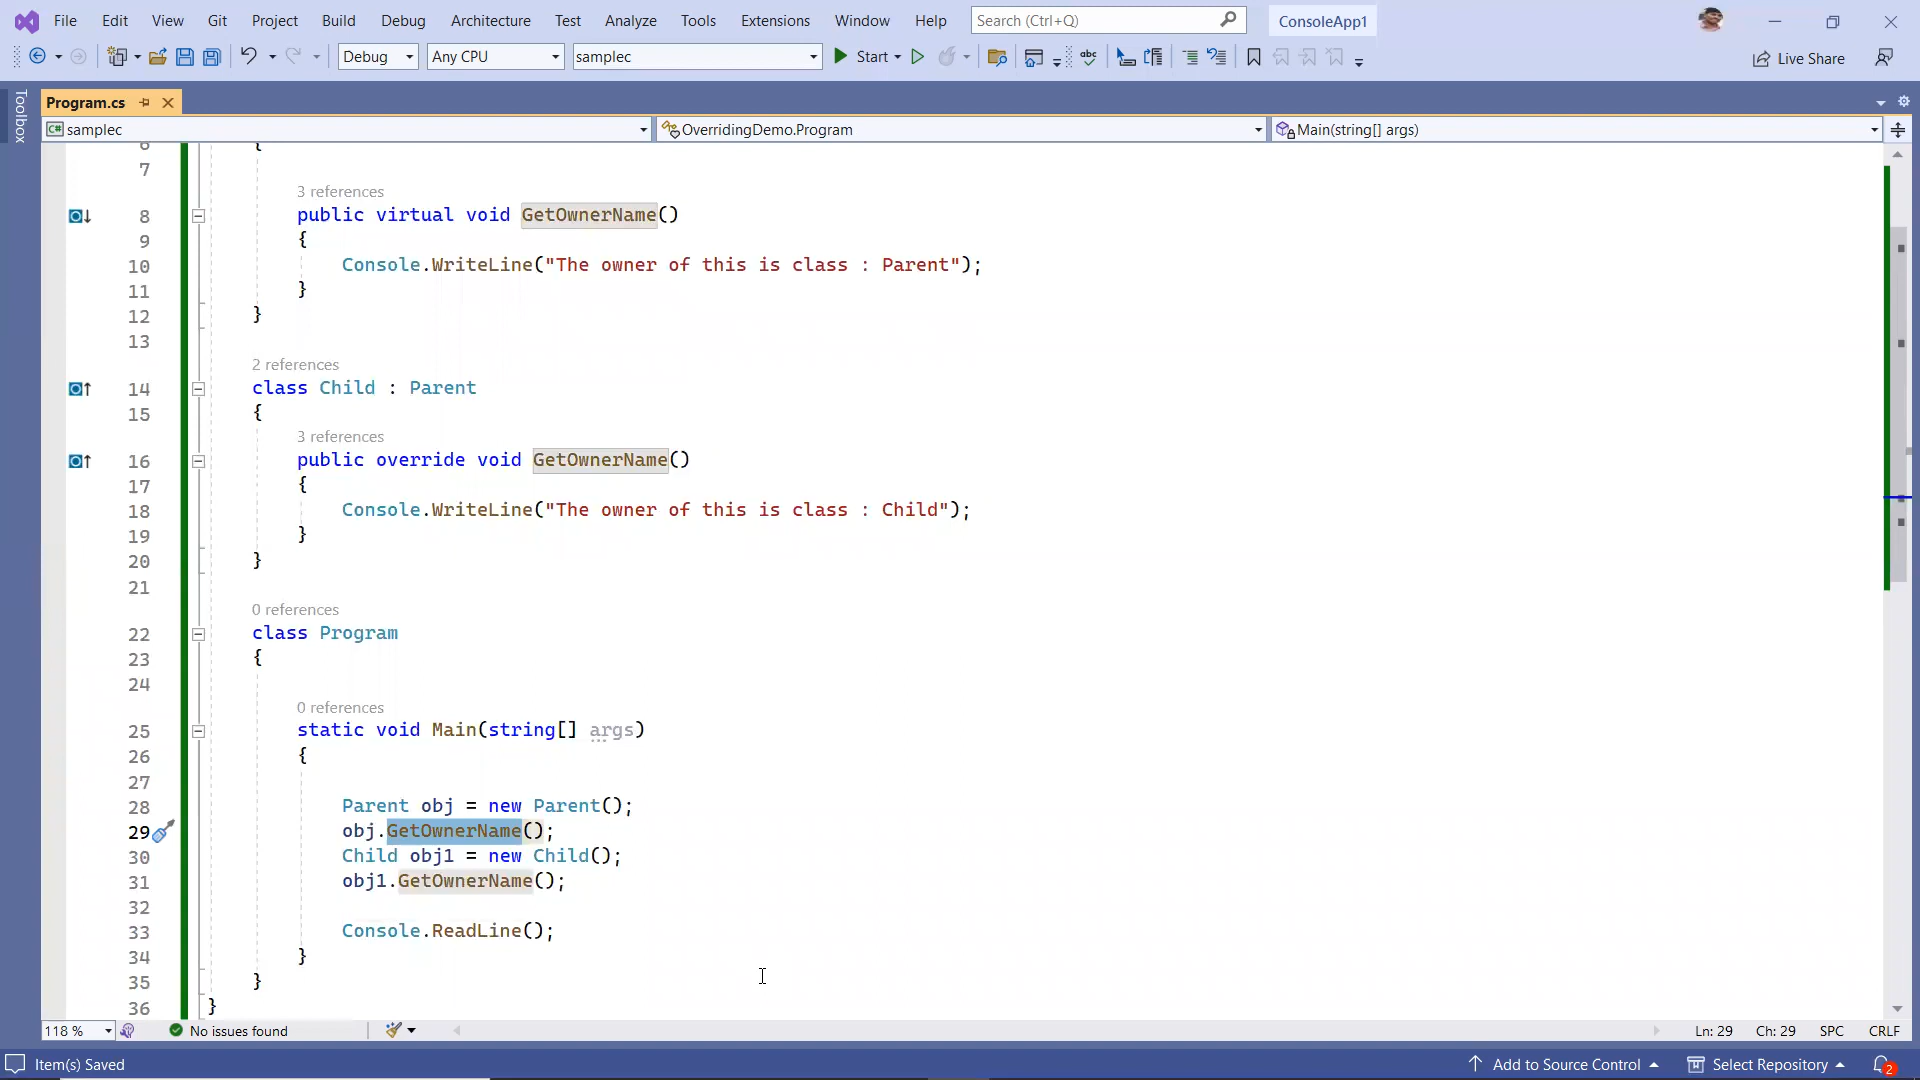 File Edit View Git Project Build Debug Architecture Test Analyze Tools Extensions Window Help Search (Ctrl+Q) ConsoleApp1
Debug Any CPU samplec Start Live Share
Toolbox
Program.cs
samplec OverridingDemo.Program Main(string[] args)
6 {
7
3 references
8 public virtual void GetOwnerName()
9 {
10 Console.WriteLine("The owner of this is class : Parent");
11 }
12 }
13
2 references
14 class Child : Parent
15 {
3 references
16 public override void GetOwnerName()
17 {
18 Console.WriteLine("The owner of this is class : Child");
19 }
20 }
21
0 references
22 class Program
23 {
24
0 references
25 static void Main(string[] args)
26 {
27
28 Parent obj = new Parent();
29 obj.GetOwnerName();
30 Child obj1 = new Child();
31 obj1.GetOwnerName();
32
33 Console.ReadLine();
34 }
35 }
36 }
118 % No issues found Ln: 29 Ch: 29 SPC CRLF
Item(s) Saved Add to Source Control Select Repository 2